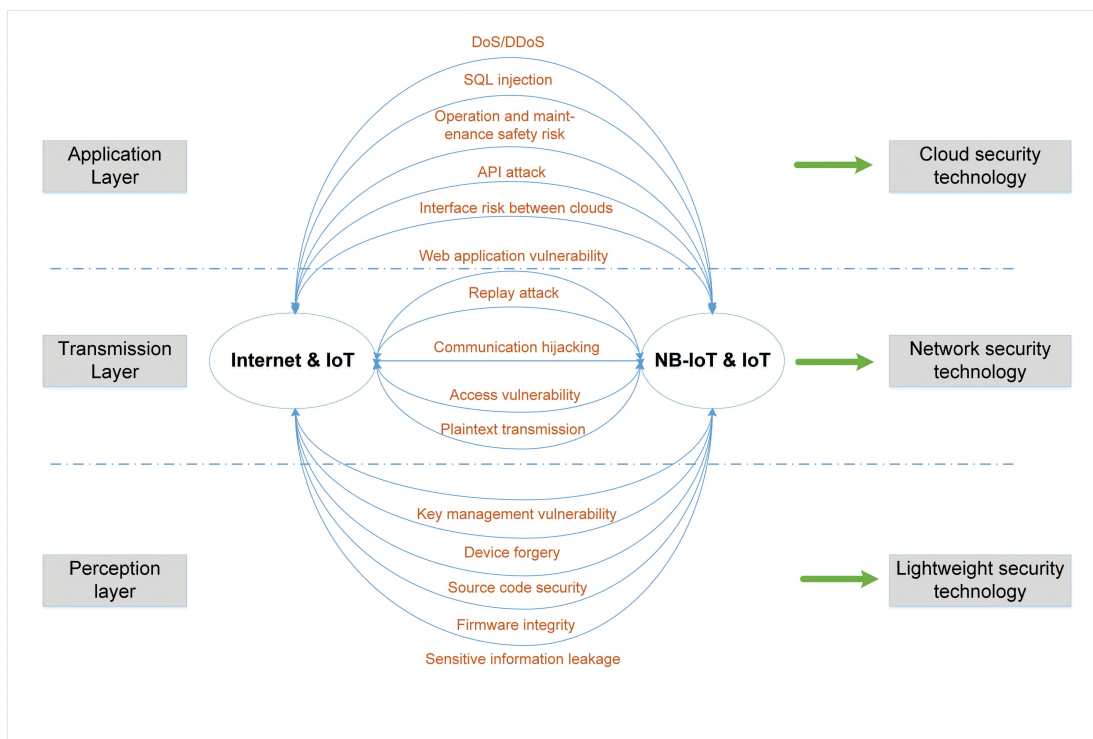 DoS/DDoS
SQL injection
Operation and maint-
enance safety risk
API attack
Interface risk between clouds
Application
Layer
Cloud security
technology
Web application vulnerability
Replay attack
Communication hijacking
Access vulnerability
Plaintext transmission
Transmission
Layer
Internet & IoT
NB-IoT & IoT
Network security
technology
Key management vulnerability
Device forgery
Source code security
Firmware integrity
Sensitive information leakage
Perception
layer
Lightweight security
technology